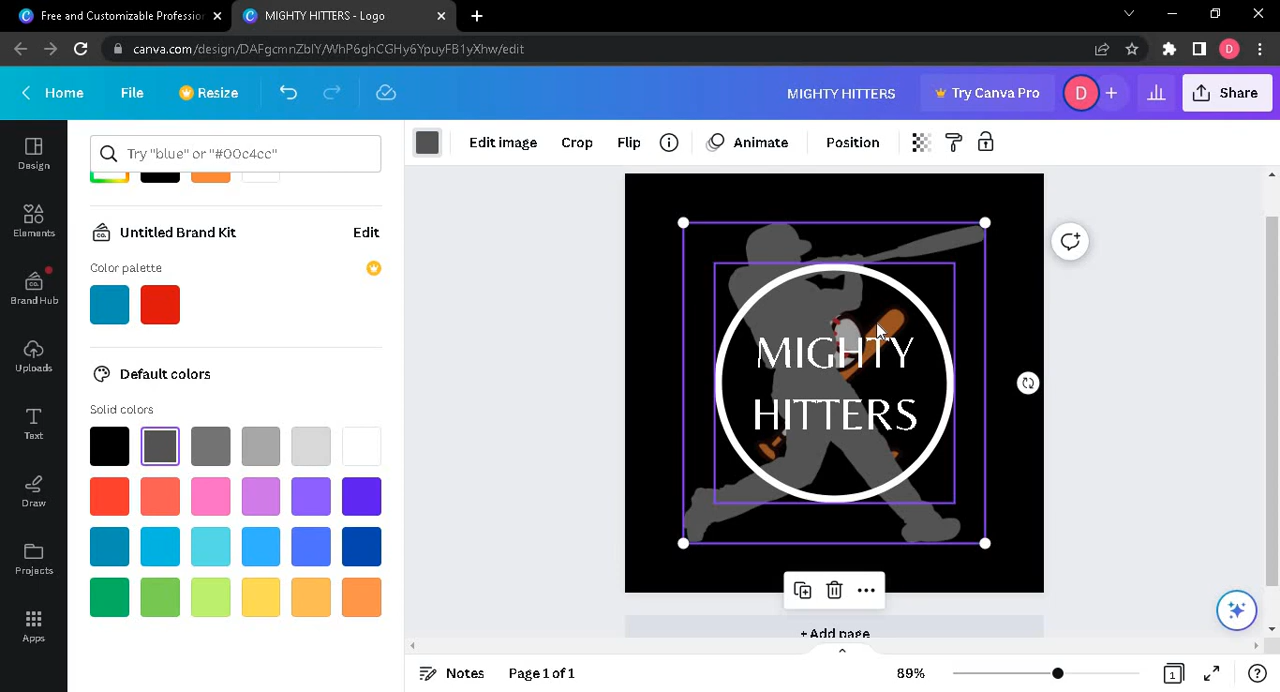 Free and Customizable Professio
MIGHTY HITTERS - Logo
canva.com/design/DAFgcmnZblY/WhP6ghCGHy6YpuyFB1yXhw/edit
D
Home
File
Resize
MIGHTY HITTERS
D
Try Canva Pro
Share
Design
Elements
Brand Hub
Uploads
Text
Draw
Projects
Apps
Try "blue" or "#00c4cc"
Untitled Brand Kit
Edit
Color palette
Default colors
Solid colors
Edit image
Crop
Flip
Animate
Position
MIGHTY
HITTERS
+ Add page
Notes
Page 1 of 1
89%
1